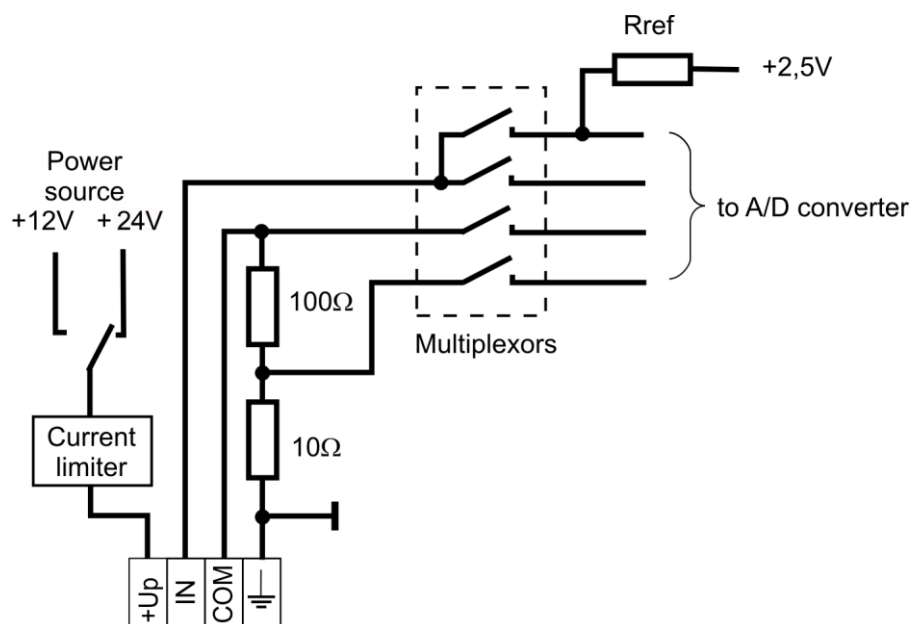 Rref
+2,5V
Power
source
+12V
+ 24V
to A/D converter
100Ω
Multiplexors
10Ω
Current
limiter
+Up
IN
COM